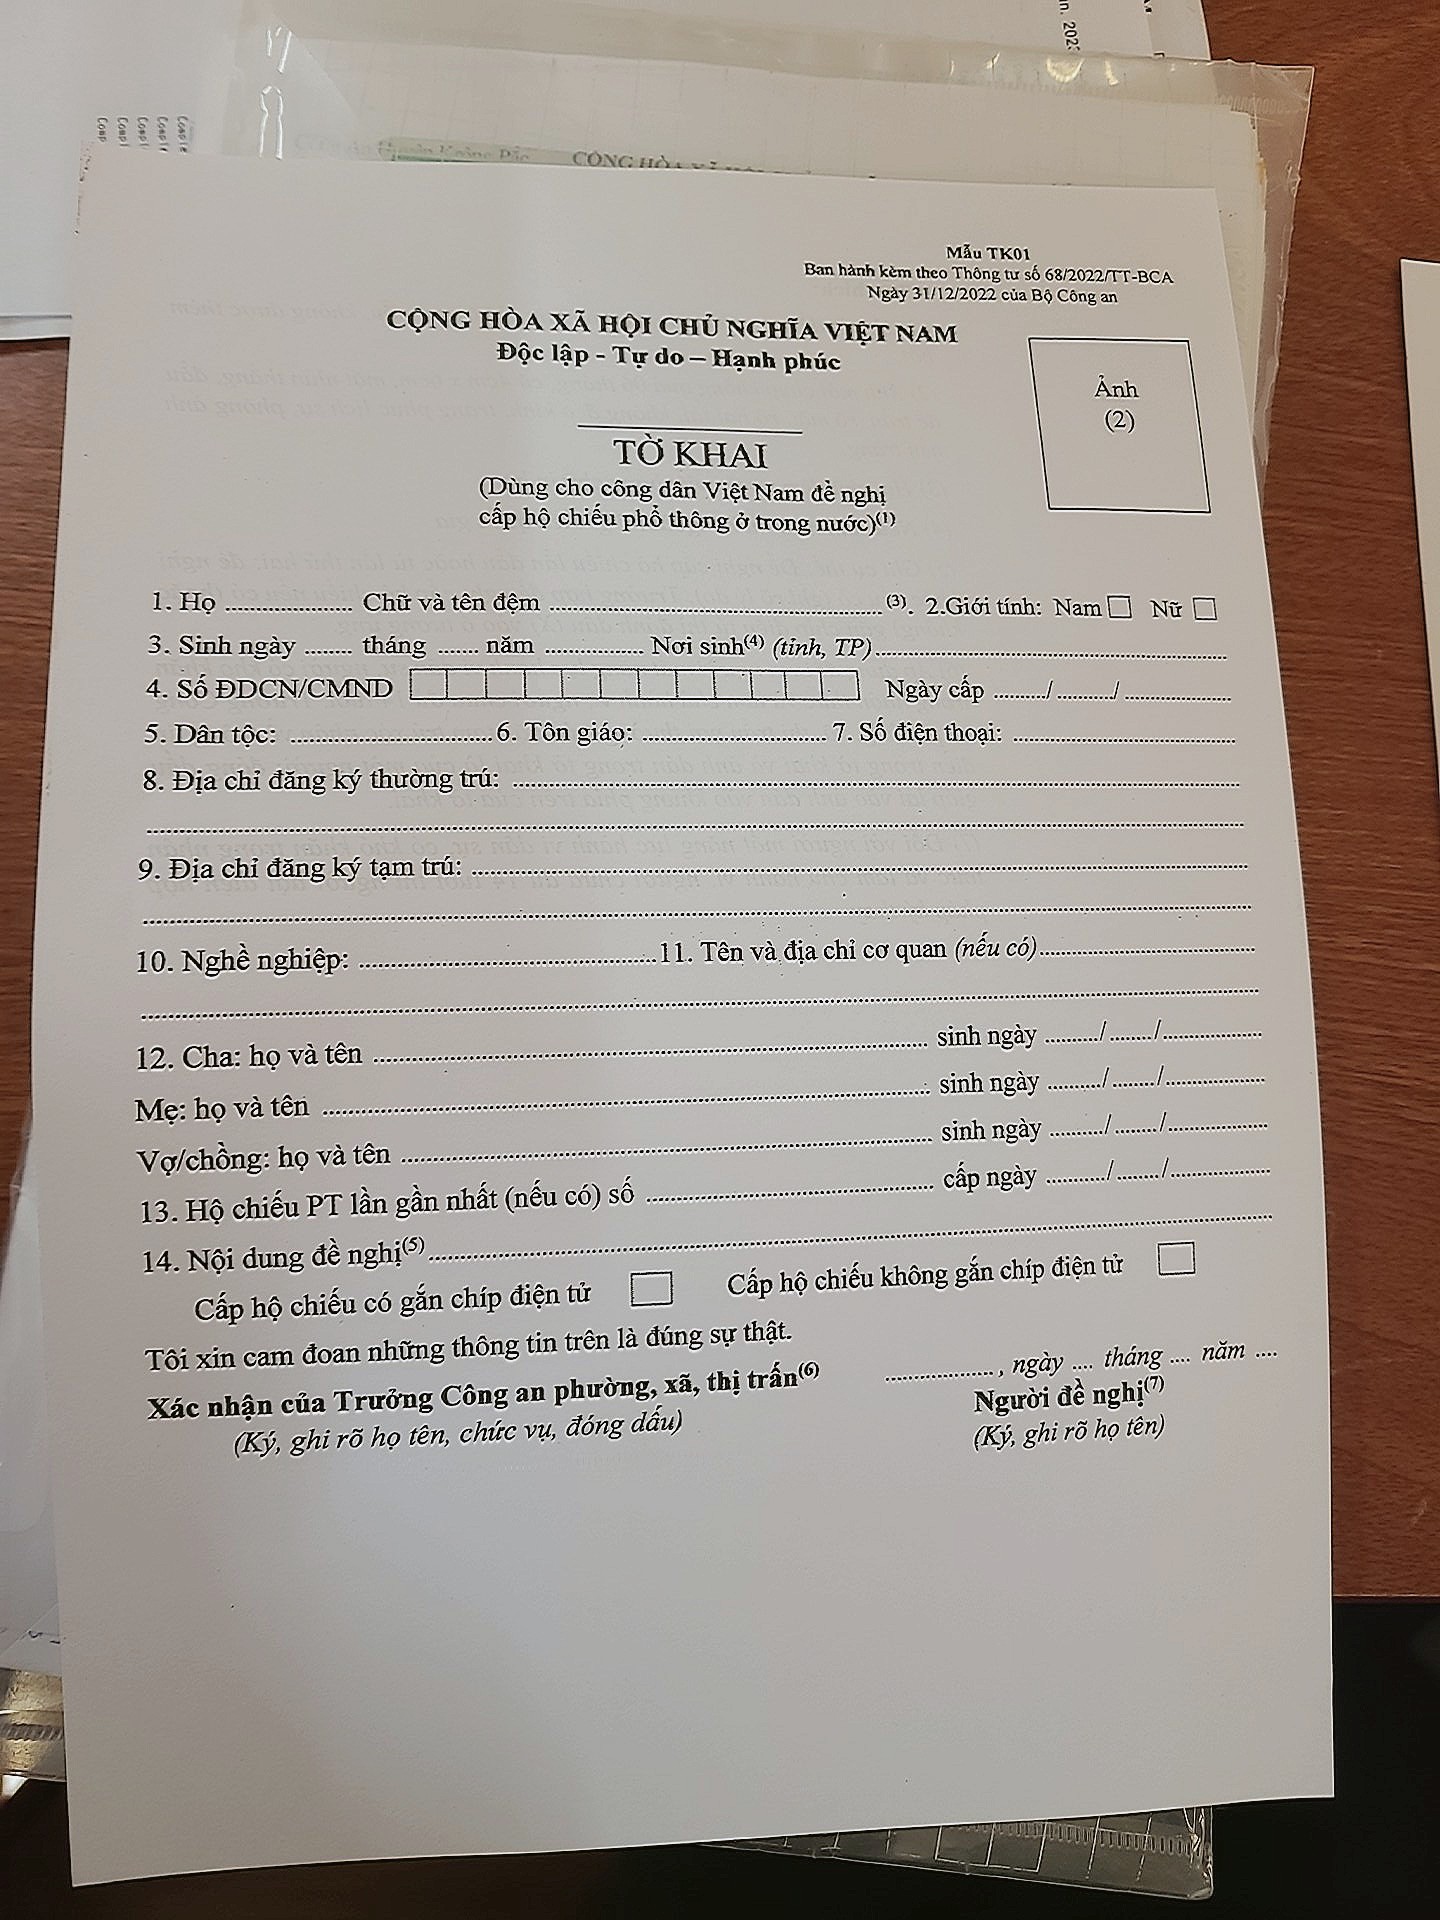 n. 202
Comple
Comple
Compl
Compl
Comp
CỘNG HÒA XÃ
Mẫu TK01
Ban hành kèm theo Thông tư số 68/2022/TT-BCA
Ngày 31/12/2022 của Bộ Công an
CỘNG HÒA XÃ HỘI CHỦ NGHĨA VIỆT NAM
Độc lập - Tự do – Hạnh phúc
Ảnh
(2)
TỜ KHAI
(Dùng cho công dân Việt Nam đề nghị
cấp hộ chiếu phổ thông ở trong nước)⁽¹⁾
1. Họ .................... Chữ và tên đệm ....................................................⁽³⁾. 2.Giới tính: Nam □ Nữ □
3. Sinh ngày ........ tháng ....... năm ................ Nơi sinh⁽⁴⁾ (tỉnh, TP)......................................................
4. Số ĐDCN/CMND Ngày cấp ........./........../.................
5. Dân tộc: ................................6. Tôn giáo: ............................. 7. Số điện thoại: ...................................
8. Địa chỉ đăng ký thường trú: ....................................................................................
....................................................................................................................
9. Địa chỉ đăng ký tạm trú: ....................................................................................
....................................................................................................................
10. Nghề nghiệp: ..............................................11. Tên và địa chỉ cơ quan (nếu có)..................................
....................................................................................................................
12. Cha: họ và tên ........................................................................ sinh ngày ........./......../................
Mẹ: họ và tên ........................................................................ sinh ngày ........./......../................
Vợ/chồng: họ và tên ................................................................ sinh ngày ........./......../................
13. Hộ chiếu PT lần gần nhất (nếu có) số ............................................ cấp ngày ........./......../................
14. Nội dung đề nghị⁽⁵⁾....................................................................................
Cấp hộ chiếu có gắn chíp điện tử □ Cấp hộ chiếu không gắn chíp điện tử □
Tôi xin cam đoan những thông tin trên là đúng sự thật.
................., ngày .... tháng .... năm ....
Xác nhận của Trưởng Công an phường, xã, thị trấn⁽⁶⁾ Người đề nghị⁽⁷⁾
(Ký, ghi rõ họ tên, chức vụ, đóng dấu) (Ký, ghi rõ họ tên)